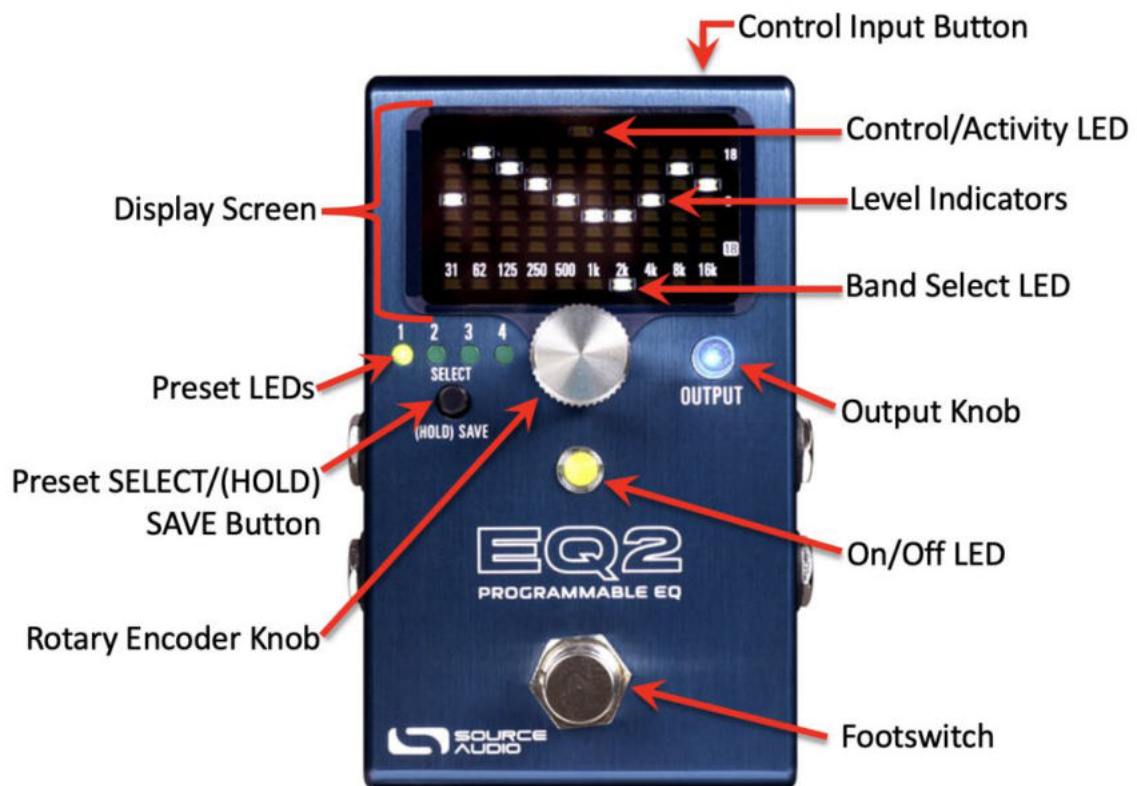 Control Input Button
Control/Activity LED
18
Display Screen
Level Indicators
18
31 62 125 250 500 1k 2k 4k 8k 16k
Band Select LED
1 2 3 4
SELECT
Preset LEDs
OUTPUT
Output Knob
(HOLD) SAVE
Preset SELECT/(HOLD)
SAVE Button
On/Off LED
EQ2
PROGRAMMABLE EQ
Rotary Encoder Knob
SOURCE
AUDIO
Footswitch